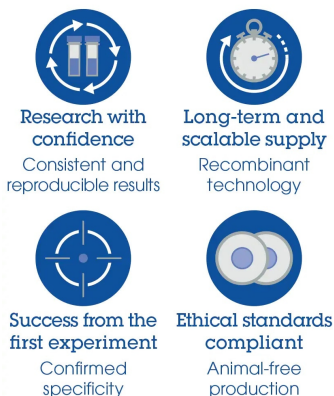 Research with
confidence
Consistent and
reproducible results
Long-term and
scalable supply
Recombinant
technology
Success from the
first experiment
Confirmed
specificity
Ethical standards
compliant
Animal-free
production